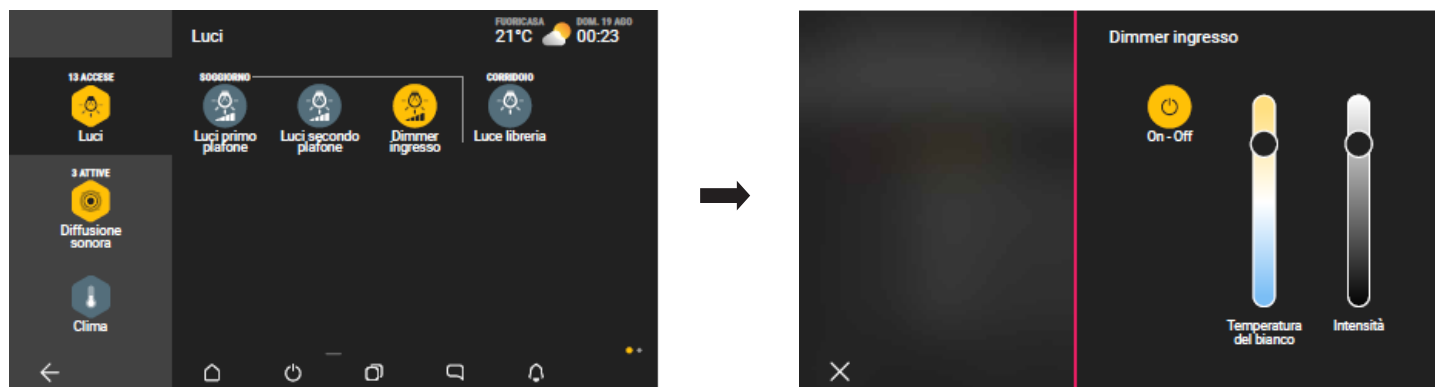 Luci
FUORICASA
21°C
DOM. 19 AGO
00:23
13 ACCESE
Luci
3 ATTIVE
Diffusione
sonora
Clima
SOGGIORNO
Luci primo
plafone
Luci secondo
plafone
Dimmer
ingresso
CORRIDOIO
Luce libreria
Dimmer ingresso
On - Off
Temperatura
del bianco
Intensità